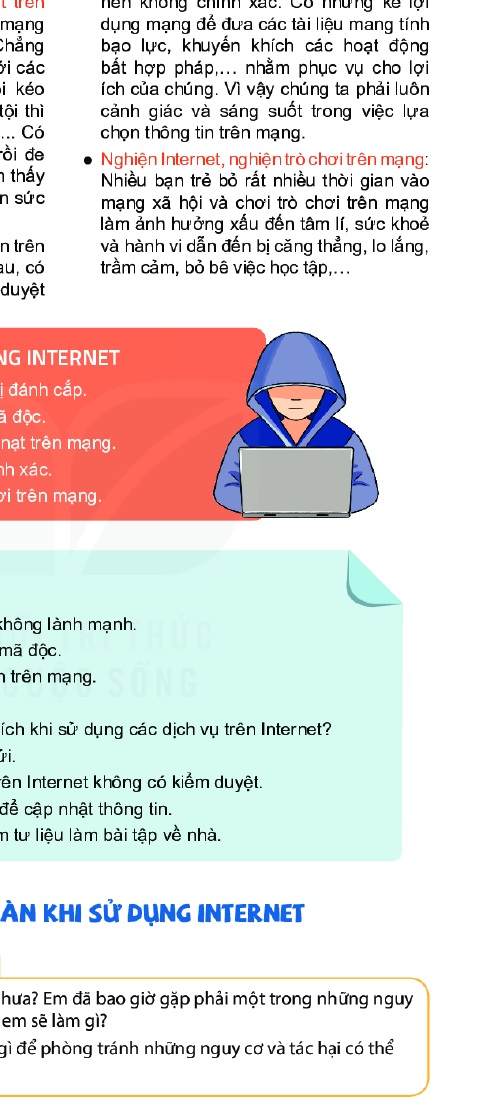 t trên
mạng
Chẳng
ới các
ội kéo
tội thì
... Có
rồi đe
n thấy
n sức
n trên
au, có
duyệt
nên không chính xác. Có những kẻ lợi
dụng mạng để đưa các tài liệu mang tính
bạo lực, khuyến khích các hoạt động
bất hợp pháp,... nhằm phục vụ cho lợi
ích của chúng. Vì vậy chúng ta phải luôn
cảnh giác và sáng suốt trong việc lựa
chọn thông tin trên mạng.
• Nghiện Internet, nghiện trò chơi trên mạng:
Nhiều bạn trẻ bỏ rất nhiều thời gian vào
mạng xã hội và chơi trò chơi trên mạng
làm ảnh hưởng xấu đến tâm lí, sức khoẻ
và hành vi dẫn đến bị căng thẳng, lo lắng,
trầm cảm, bỏ bê việc học tập,...
NG INTERNET
ị đánh cắp.
ã độc.
nạt trên mạng.
nh xác.
ơi trên mạng.
không lành mạnh.
mã độc.
n trên mạng.
TRI THỨC
CUỘC SỐNG
ích khi sử dụng các dịch vụ trên Internet?
ửi.
rên Internet không có kiểm duyệt.
để cập nhật thông tin.
m tư liệu làm bài tập về nhà.
ÀN KHI SỬ DỤNG INTERNET
hưa? Em đã bao giờ gặp phải một trong những nguy
em sẽ làm gì?
gì để phòng tránh những nguy cơ và tác hại có thể